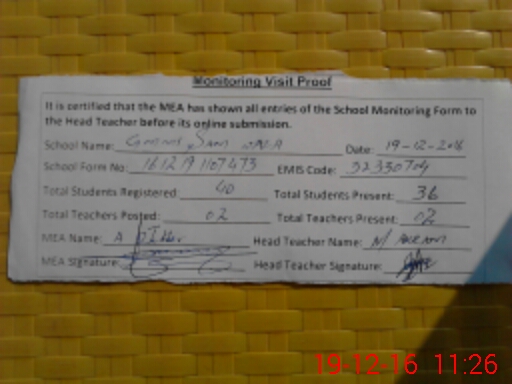 Monitoring Visit Proof
It is certified that the MEA has shown all entries of the School Monitoring Form to
the Head Teacher before its online submission.
School Name: Date: 19-12-2016
School Form No: 1612191107473 EMIS Code: 32330704
Total Students Registered: 40 Total Students Present: 36
Total Teachers Posted: 02 Total Teachers Present: 02
MEA Name: A Head Teacher Name:
MEA Signature: Head Teacher Signature:
19-12-16 11:26